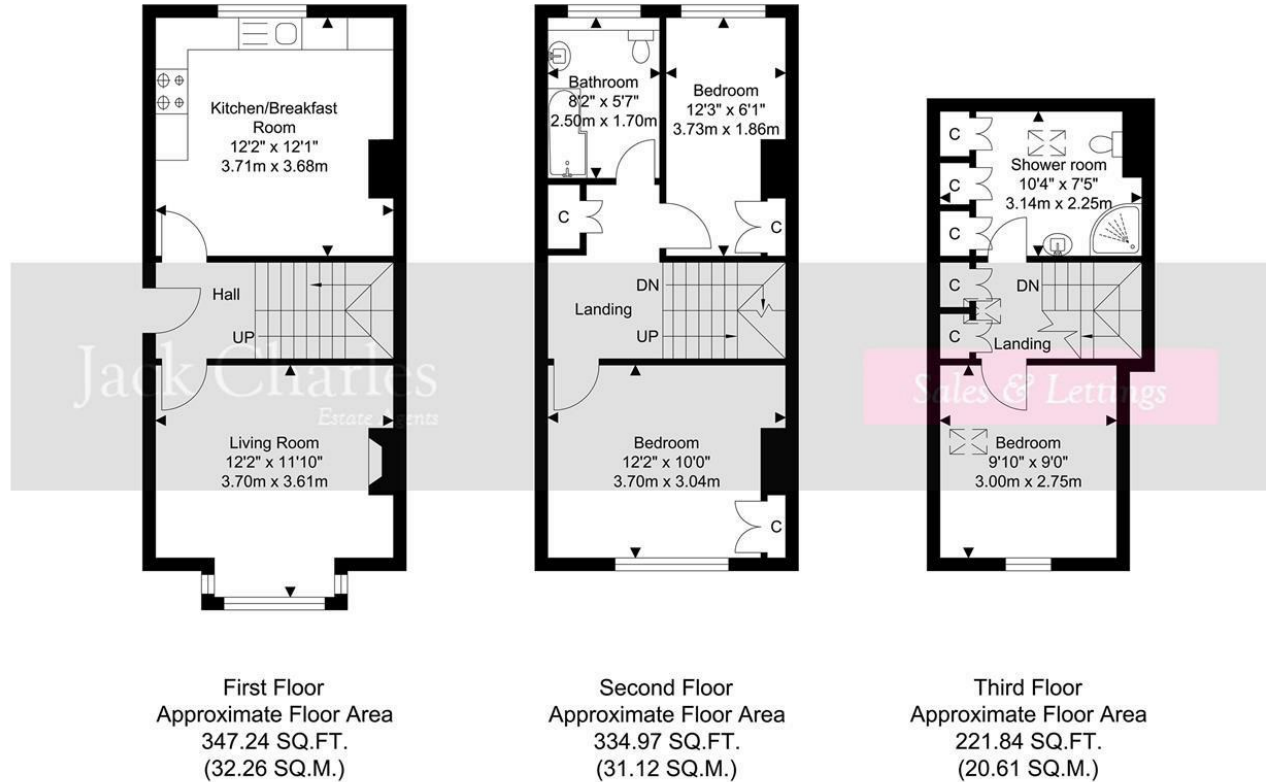 Kitchen/Breakfast
Room
12'2" x 12'1"
3.71m x 3.68m
Hall
UP
Living Room
12'2" x 11'10"
3.70m x 3.61m
Bathroom
8'2" x 5'7"
2.50m x 1.70m
Bedroom
12'3" x 6'1"
3.73m x 1.86m
C
C
DN
Landing
UP
Bedroom
12'2" x 10'0"
3.70m x 3.04m
C
C
Shower room
10'4" x 7'5"
3.14m x 2.25m
C
C
C
DN
C
Landing
Bedroom
9'10" x 9'0"
3.00m x 2.75m
Jack Charles
Estate Agents
Sales & Lettings
First Floor
Approximate Floor Area
347.24 SQ.FT.
(32.26 SQ.M.)
Second Floor
Approximate Floor Area
334.97 SQ.FT.
(31.12 SQ.M.)
Third Floor
Approximate Floor Area
221.84 SQ.FT.
(20.61 SQ.M.)